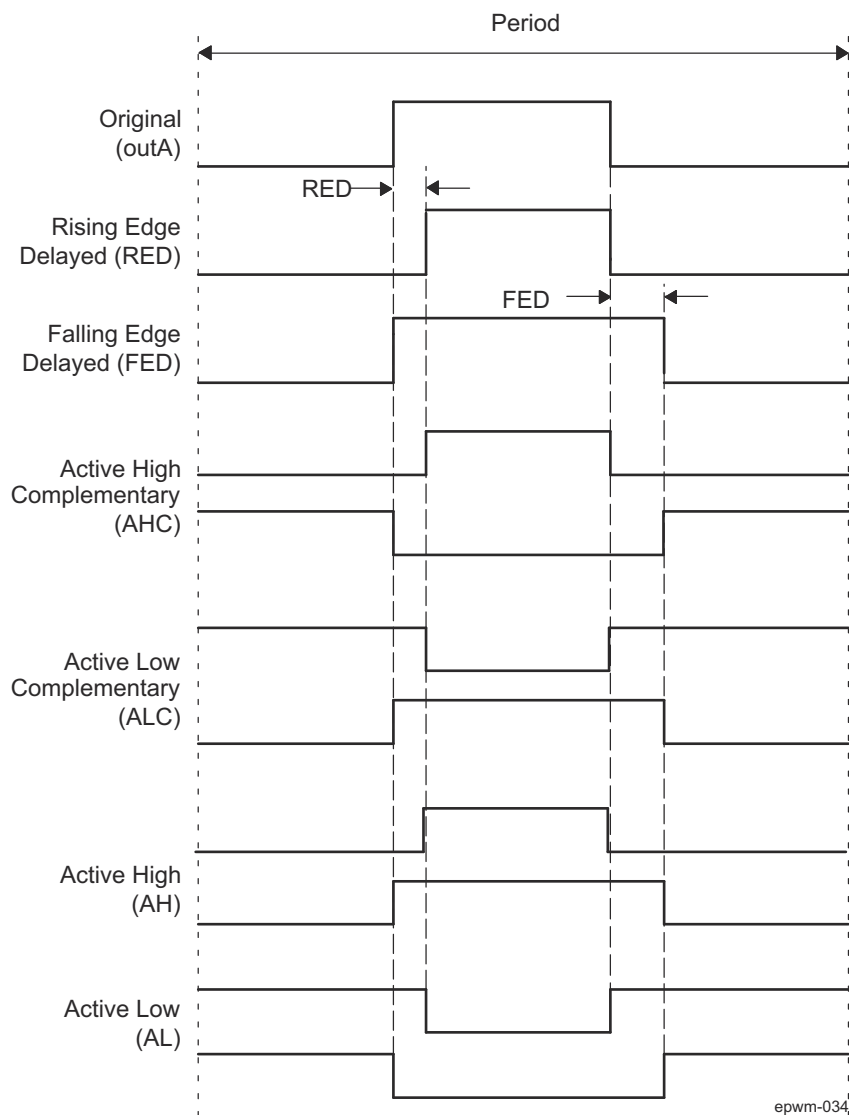 Period
Original
(outA)
RED
Rising Edge
Delayed (RED)
FED
Falling Edge
Delayed (FED)
Active High
Complementary
(AHC)
Active Low
Complementary
(ALC)
Active High
(AH)
Active Low
(AL)
epwm-034